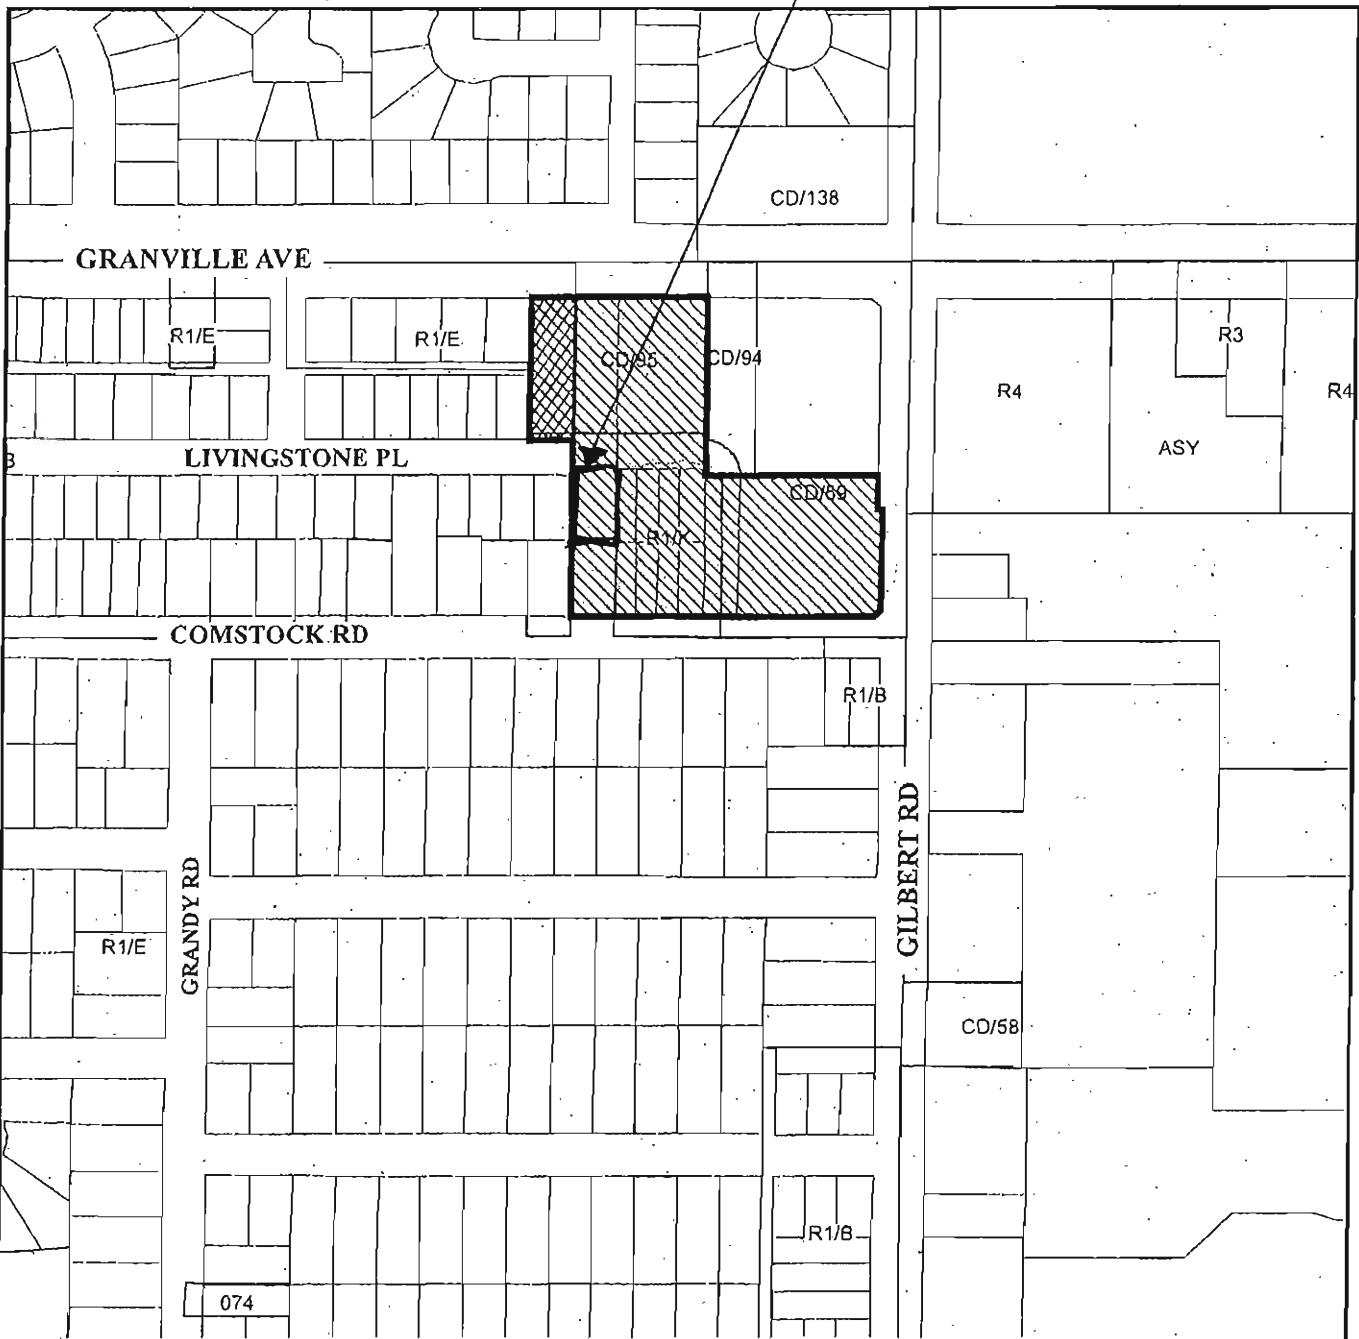 CD/138
GRANVILLE AVE
R1/E
R1/E
CD/95
CD/94
R3
R4
R4
ASY
LIVINGSTONE PL
CD/69
R1/K
COMSTOCK RD
R1/B
GILBERT RD
GRANDY RD
R1/E
CD/58
R1/B
074